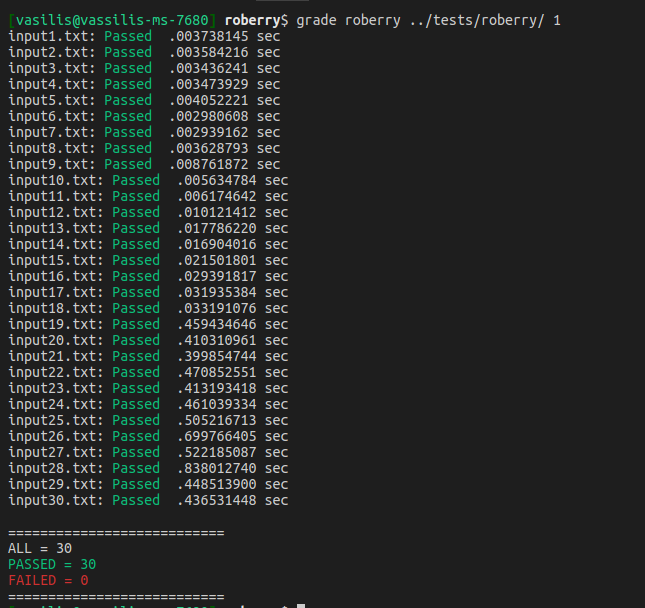 [vasilis@vassilis-ms-7680] roberry$ grade roberry ../tests/roberry/ 1
input1.txt: Passed  .003738145 sec
input2.txt: Passed  .003584216 sec
input3.txt: Passed  .003436241 sec
input4.txt: Passed  .003473929 sec
input5.txt: Passed  .004052221 sec
input6.txt: Passed  .002980608 sec
input7.txt: Passed  .002939162 sec
input8.txt: Passed  .003628793 sec
input9.txt: Passed  .008761872 sec
input10.txt: Passed  .005634784 sec
input11.txt: Passed  .006174642 sec
input12.txt: Passed  .010121412 sec
input13.txt: Passed  .017786220 sec
input14.txt: Passed  .016904016 sec
input15.txt: Passed  .021501801 sec
input16.txt: Passed  .029391817 sec
input17.txt: Passed  .031935384 sec
input18.txt: Passed  .033191076 sec
input19.txt: Passed  .459434646 sec
input20.txt: Passed  .410310961 sec
input21.txt: Passed  .399854744 sec
input22.txt: Passed  .470852551 sec
input23.txt: Passed  .413193418 sec
input24.txt: Passed  .461039334 sec
input25.txt: Passed  .505216713 sec
input26.txt: Passed  .699766405 sec
input27.txt: Passed  .522185087 sec
input28.txt: Passed  .838012740 sec
input29.txt: Passed  .448513900 sec
input30.txt: Passed  .436531448 sec
===========================
ALL = 30
PASSED = 30
FAILED = 0
===========================